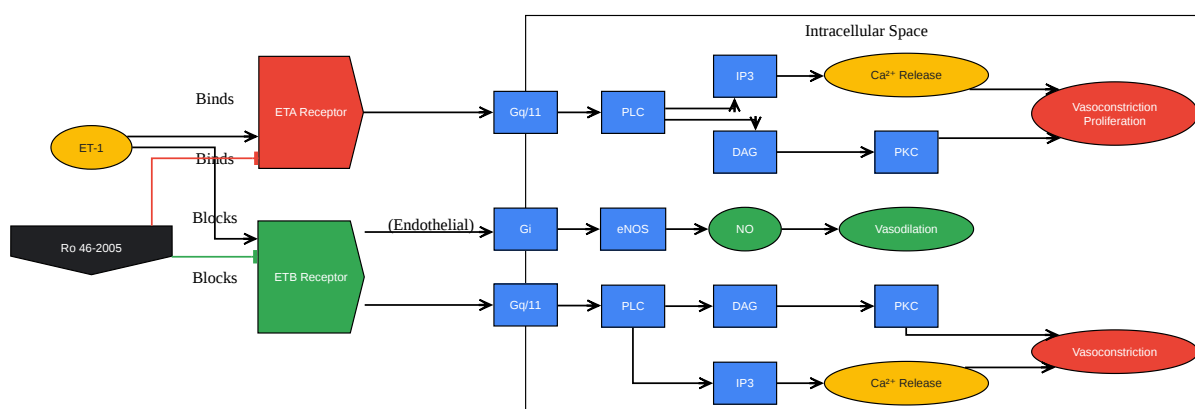 Intracellular Space
IP3
Ca²⁺ Release
Binds
ETA Receptor
Gq/11
PLC
Vasoconstriction
Proliferation
ET-1
Binds
DAG
PKC
Blocks
(Endothelial)
Gi
eNOS
NO
Vasodilation
Ro 46-2005
Blocks
ETB Receptor
Gq/11
PLC
DAG
PKC
Vasoconstriction
IP3
Ca²⁺ Release